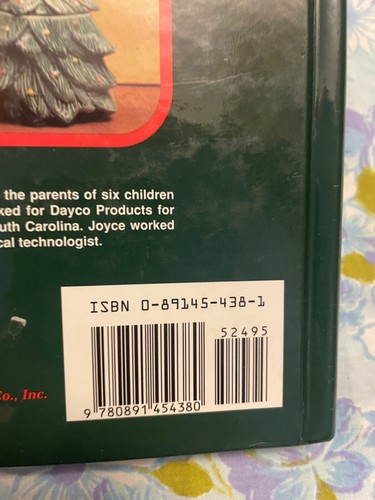 the parents of six children
ked for Dayco Products for
uth Carolina. Joyce worked
cal technologist.
ISBN 0-89145-438-1
52495
9 780891 454380
Co., Inc.